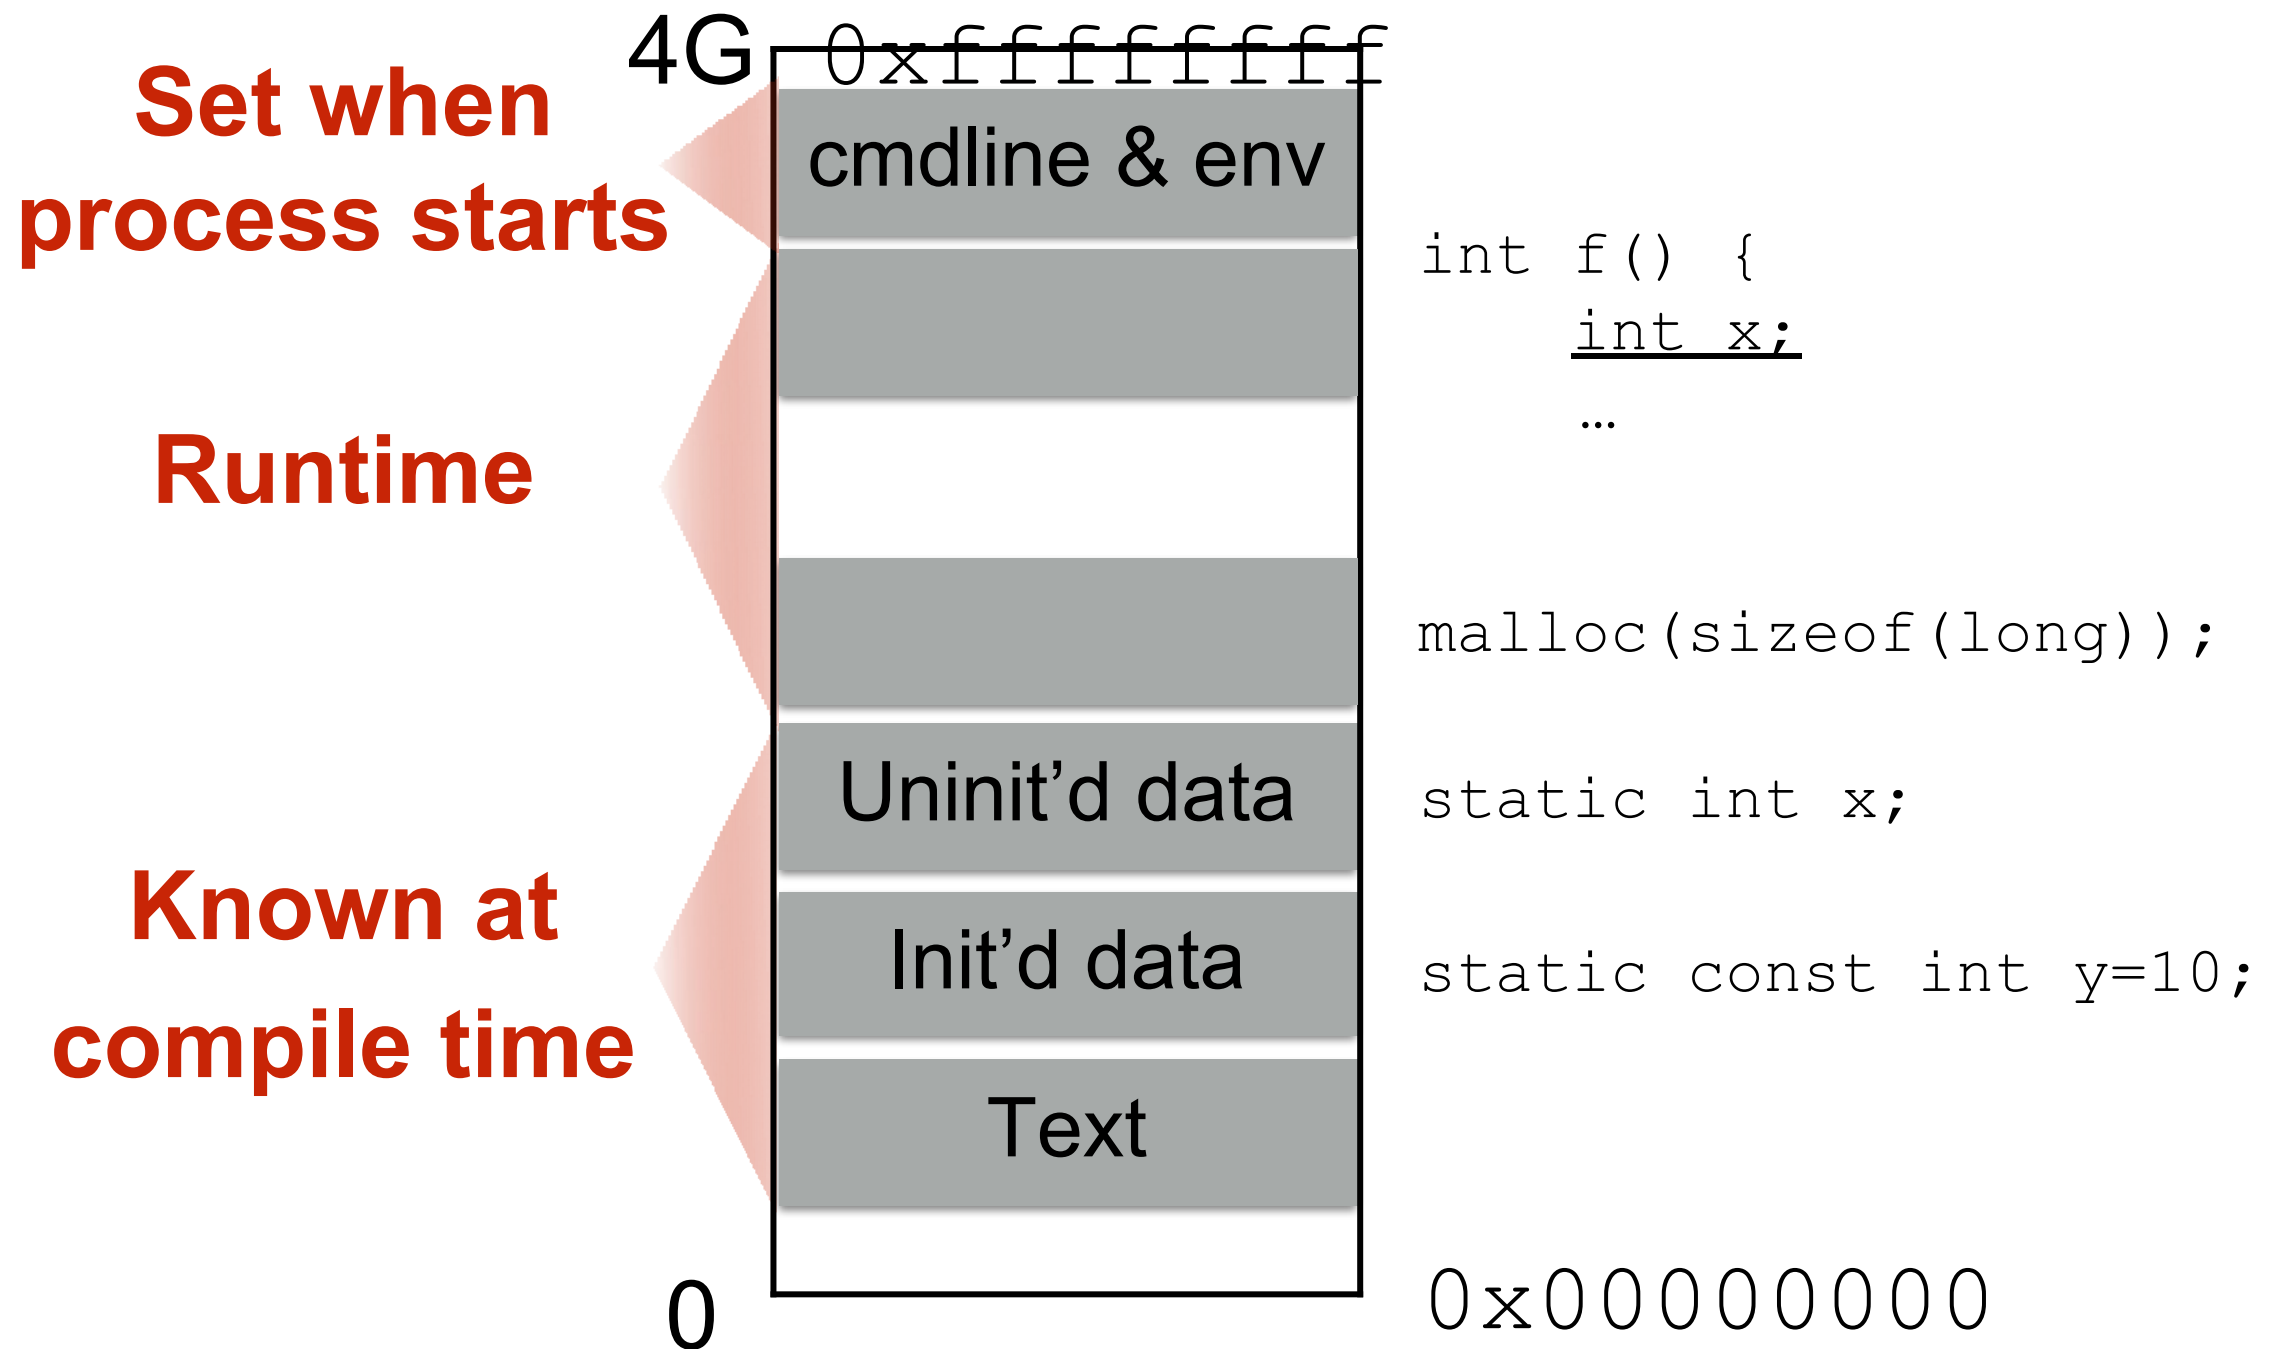 4G 0xffffffff
Set when
process starts
cmdline & env
int f() {
int x;
…
Runtime
malloc(sizeof(long));
Uninit’d data
static int x;
Known at
compile time
Init’d data
static const int y=10;
Text
0
0x00000000